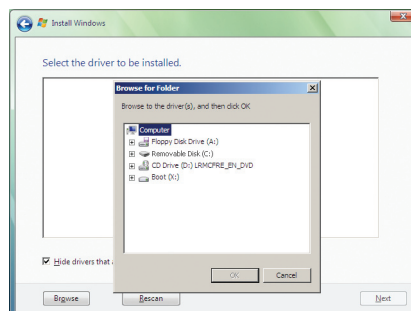 Install Windows
Select the driver to be installed.
Browse for Folder
Browse to the driver(s), and then click OK
Computer
Floppy Disk Drive (A:)
Removable Disk (C:)
CD Drive (D:) LRMCFRE_EN_DVD
Boot (X:)
Hide drivers that
OK
Cancel
Browse
Rescan
Next